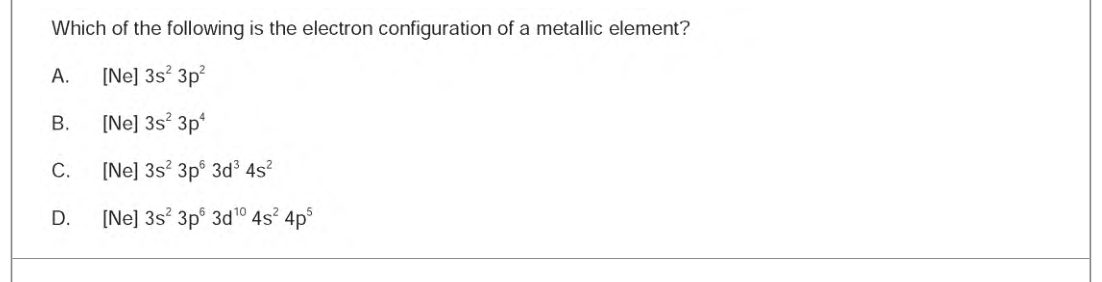 Which of the following is the electron configuration of a metallic element?
A. [Ne] 3s² 3p²
B. [Ne] 3s² 3p⁴
C. [Ne] 3s² 3p⁶ 3d³ 4s²
D. [Ne] 3s² 3p⁶ 3d¹⁰ 4s² 4p⁵